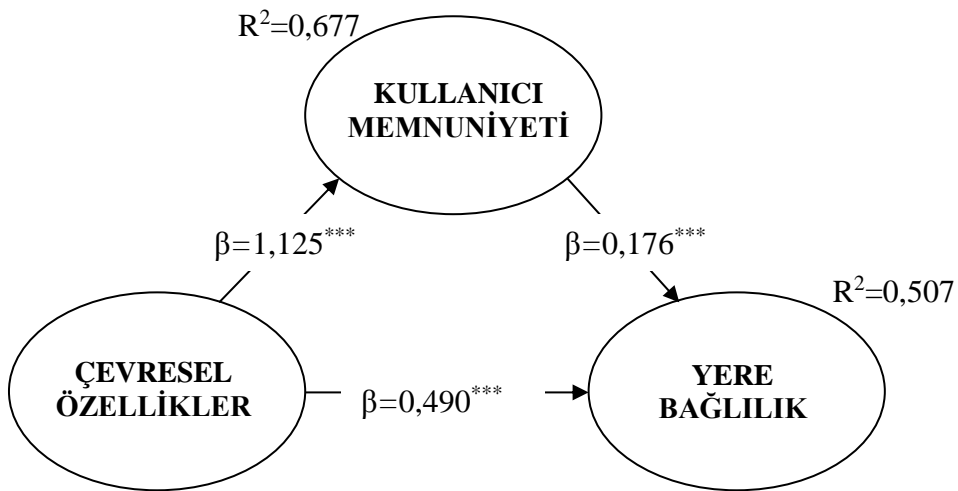 R²=0,677
KULLANICI
MEMNUNİYETİ
β=1,125***
β=0,176***
R²=0,507
ÇEVRESEL
ÖZELLİKLER
β=0,490***
YERE
BAĞLILIK